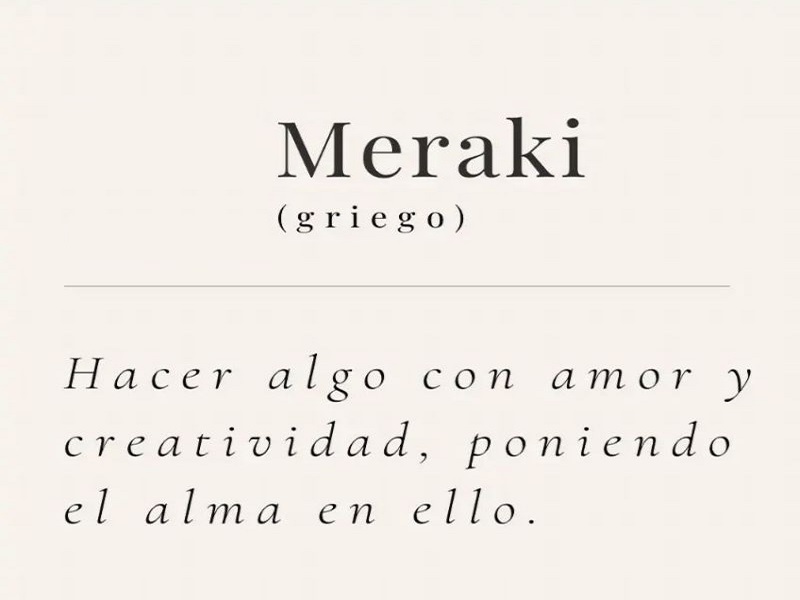 Meraki
(griego)
Hacer algo con amor y
creatividad, poniendo
el alma en ello.